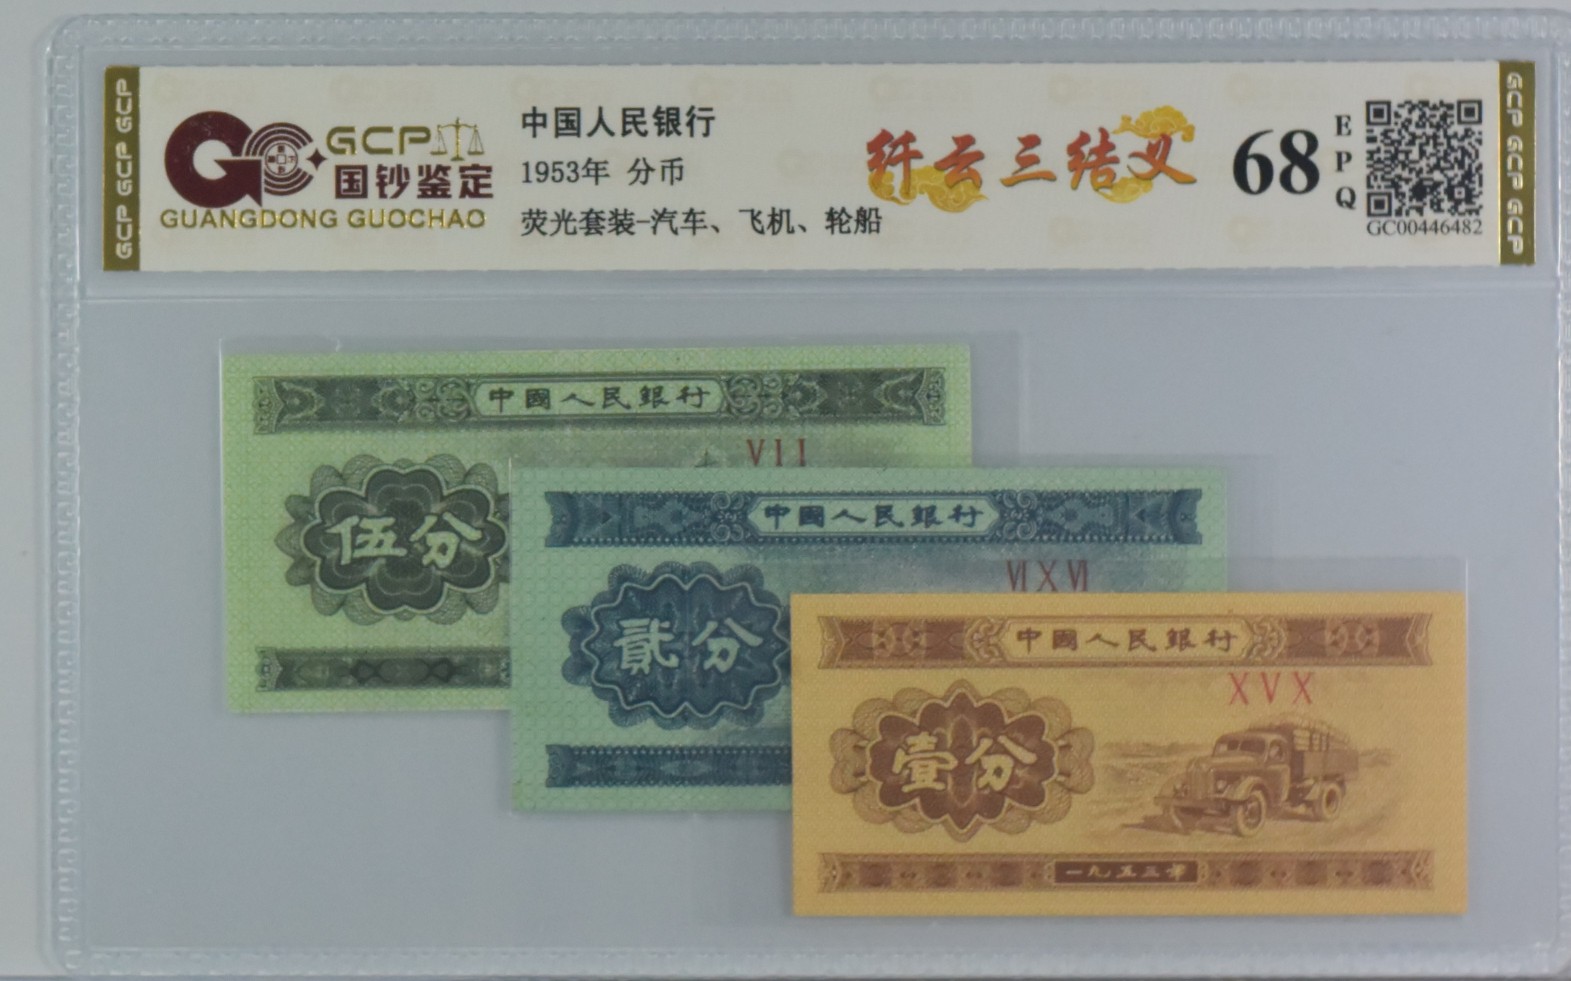 GCP GCP GCP
GCP
国钞鉴定
GUANGDONG GUOCHAO
中国人民银行
1953年 分币
荧光套装-汽车、飞机、轮船
纤云三结义
68
EPQ
GC00446482
GCP GCP GCP
中國人民銀行
VII
伍分
中國人民銀行
VI X VI
貳分
中國人民銀行
X V X
壹分
一九五三年